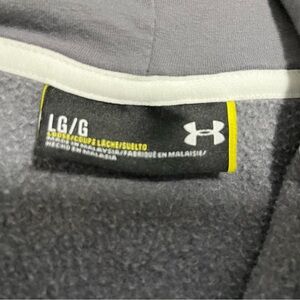 LG/G
LOOSE/COUPE LÂCHE/SUELTO
MADE IN MALAYSIA/FABRIQUÉ EN MALAISIE/
HECHO EN MALASIA